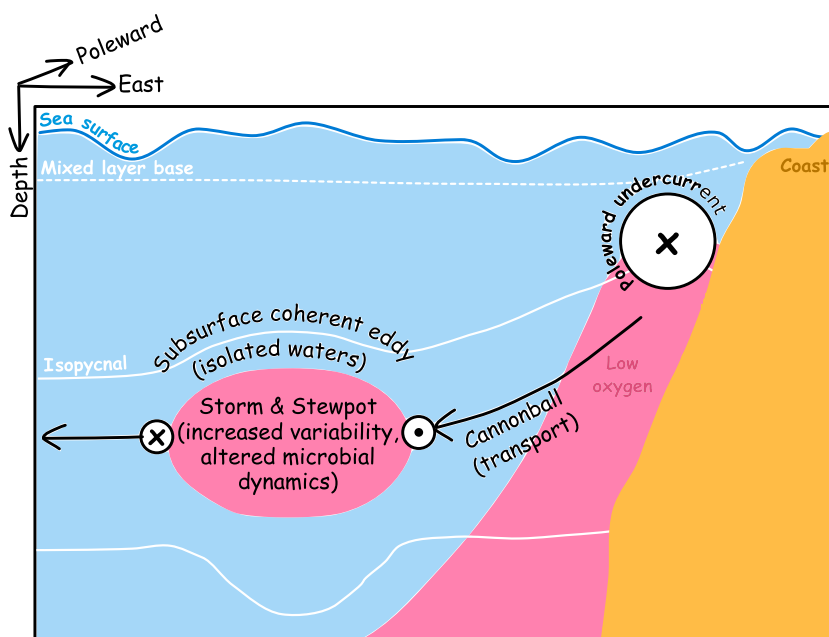 Poleward
East
Depth
Sea surface
Mixed layer base
Coast
Poleward undercurrent
Subsurface coherent eddy
(isolated waters)
Isopycnal
Low
oxygen
Storm & Stewpot
(increased variability,
altered microbial
dynamics)
Cannonball
(transport)